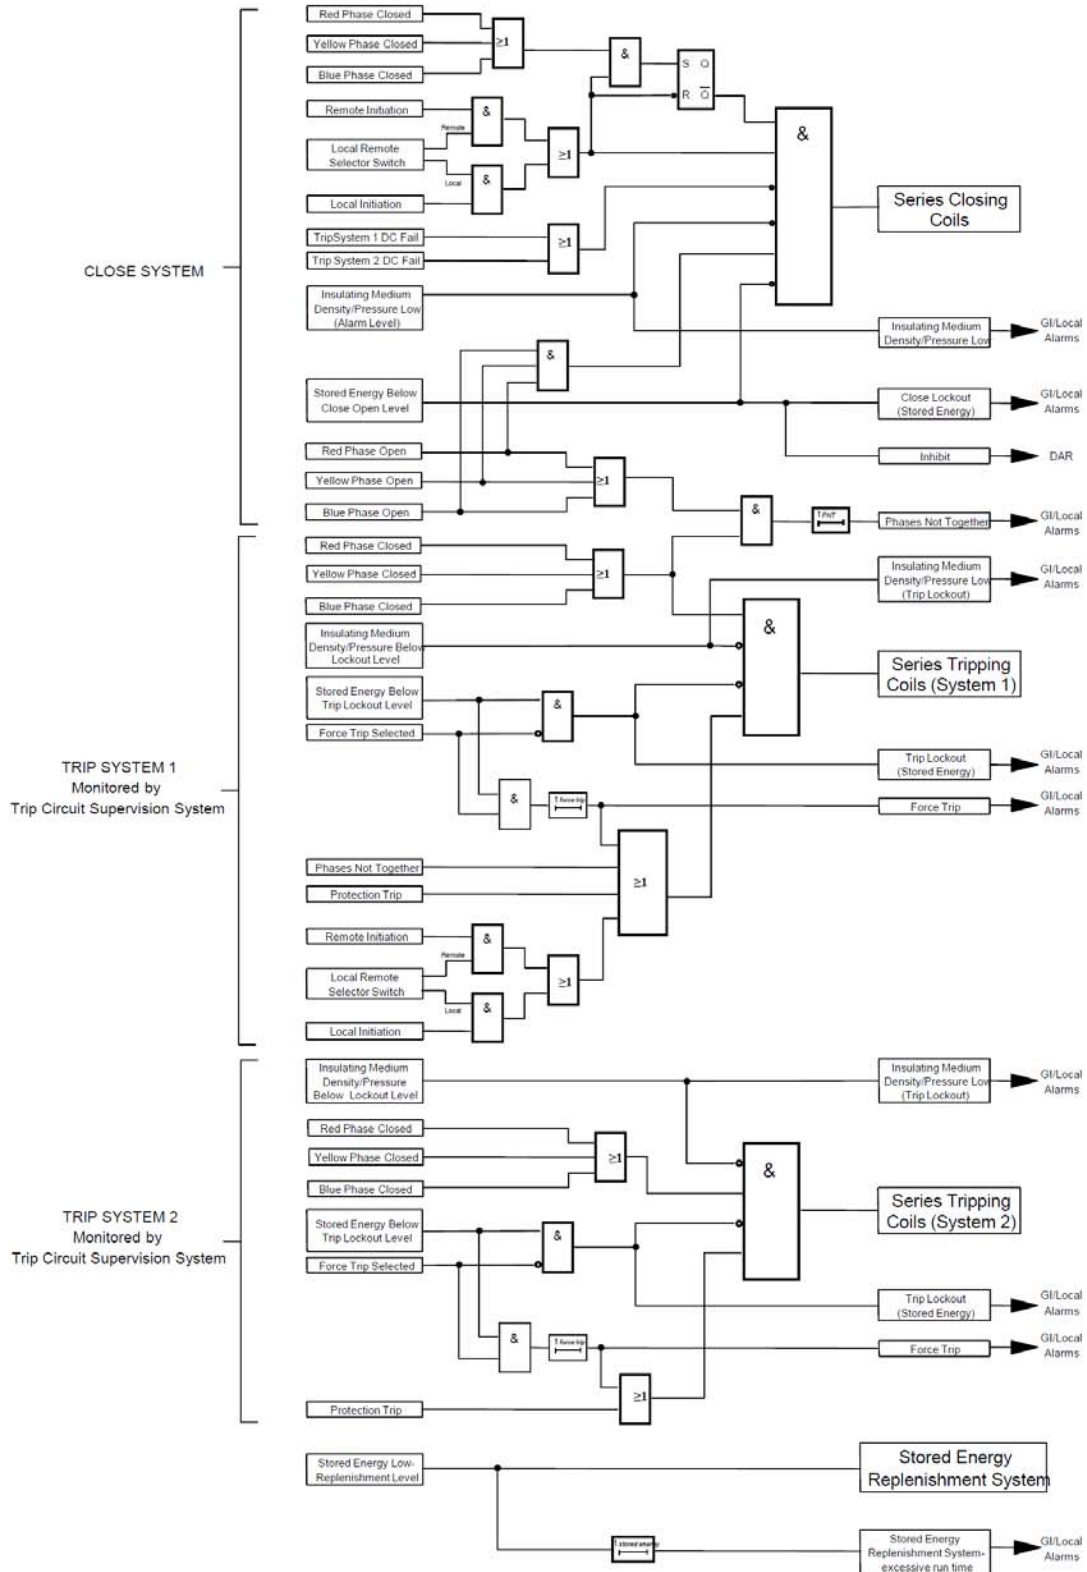 Red Phase Closed
Yellow Phase Closed
Blue Phase Closed
≥1
&
S Q
R Q̅
Remote Initiation
&
Remote
Local Remote
Selector Switch
≥1
&
Local
Local Initiation
&
Series Closing
Coils
TripSystem 1 DC Fail
Trip System 2 DC Fail
≥1
CLOSE SYSTEM
Insulating Medium
Density/Pressure Low
(Alarm Level)
Insulating Medium
Density/Pressure Low
GI/Local
Alarms
&
Stored Energy Below
Close Open Level
Close Lockout
(Stored Energy)
GI/Local
Alarms
Inhibit
DAR
Red Phase Open
Yellow Phase Open
Blue Phase Open
≥1
&
t PNT
Phases Not Together
GI/Local
Alarms
Red Phase Closed
Yellow Phase Closed
Blue Phase Closed
≥1
Insulating Medium
Density/Pressure Low
(Trip Lockout)
GI/Local
Alarms
Insulating Medium
Density/Pressure Below
Lockout Level
&
Series Tripping
Coils (System 1)
Stored Energy Below
Trip Lockout Level
Force Trip Selected
&
Trip Lockout
(Stored Energy)
GI/Local
Alarms
TRIP SYSTEM 1
Monitored by
Trip Circuit Supervision System
&
t force trip
Force Trip
GI/Local
Alarms
Phases Not Together
Protection Trip
≥1
Remote Initiation
&
Remote
Local Remote
Selector Switch
≥1
&
Local
Local Initiation
Insulating Medium
Density/Pressure
Below Lockout Level
Insulating Medium
Density/Pressure Low
(Trip Lockout)
GI/Local
Alarms
Red Phase Closed
Yellow Phase Closed
Blue Phase Closed
≥1
&
Series Tripping
Coils (System 2)
TRIP SYSTEM 2
Monitored by
Trip Circuit Supervision System
Stored Energy Below
Trip Lockout Level
Force Trip Selected
&
Trip Lockout
(Stored Energy)
GI/Local
Alarms
&
t force trip
Force Trip
GI/Local
Alarms
≥1
Protection Trip
Stored Energy Low-
Replenishment Level
Stored Energy
Replenishment System
t stored energy
Stored Energy
Replenishment System-
excessive run time
GI/Local
Alarms